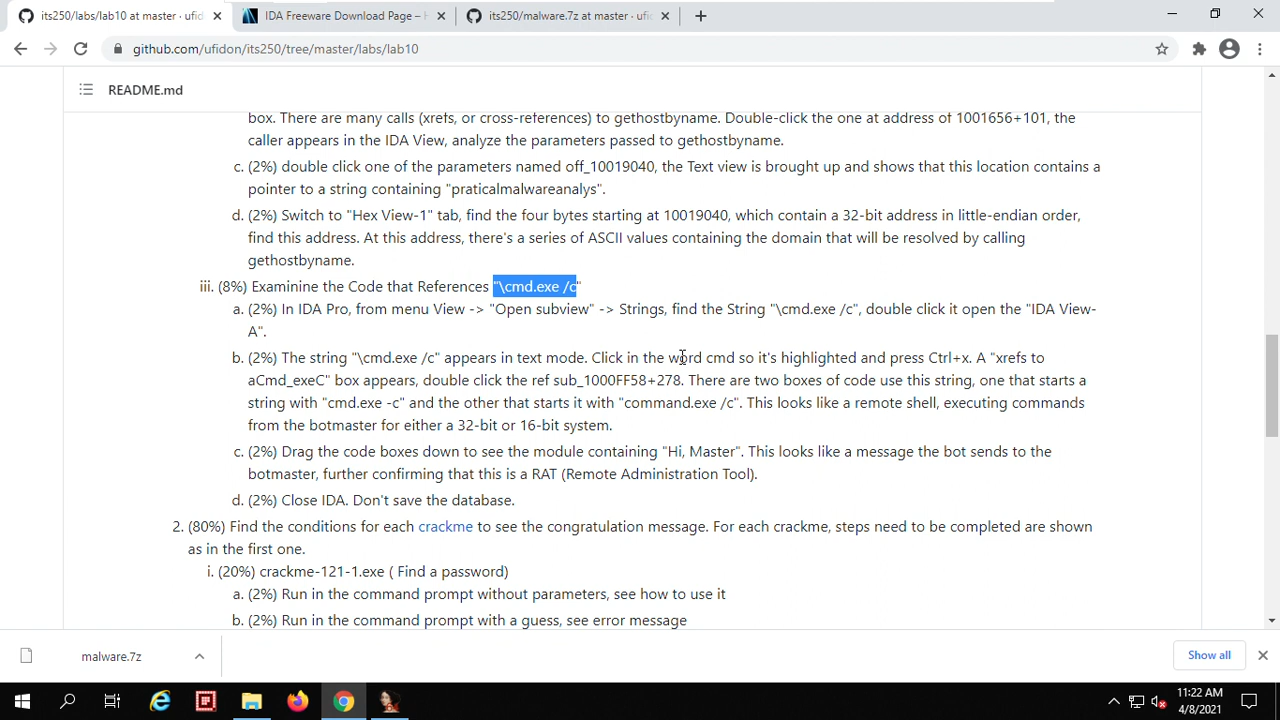 its250/labs/lab10 at master · ufid
IDA Freeware Download Page – H
its250/malware.7z at master · ufi
github.com/ufidon/its250/tree/master/labs/lab10
README.md
box. There are many calls (xrefs, or cross-references) to gethostbyname. Double-click the one at address of 1001656+101, the
caller appears in the IDA View, analyze the parameters passed to gethostbyname.
c. (2%) double click one of the parameters named off_10019040, the Text view is brought up and shows that this location contains a
pointer to a string containing "praticalmalwareanalys".
d. (2%) Switch to "Hex View-1" tab, find the four bytes starting at 10019040, which contain a 32-bit address in little-endian order,
find this address. At this address, there's a series of ASCII values containing the domain that will be resolved by calling
gethostbyname.
iii. (8%) Examinine the Code that References "\cmd.exe /c"
a. (2%) In IDA Pro, from menu View -> "Open subview" -> Strings, find the String "\cmd.exe /c", double click it open the "IDA View-
A".
b. (2%) The string "\cmd.exe /c" appears in text mode. Click in the word cmd so it's highlighted and press Ctrl+x. A "xrefs to
aCmd_exeC" box appears, double click the ref sub_1000FF58+278. There are two boxes of code use this string, one that starts a
string with "cmd.exe -c" and the other that starts it with "command.exe /c". This looks like a remote shell, executing commands
from the botmaster for either a 32-bit or 16-bit system.
c. (2%) Drag the code boxes down to see the module containing "Hi, Master". This looks like a message the bot sends to the
botmaster, further confirming that this is a RAT (Remote Administration Tool).
d. (2%) Close IDA. Don't save the database.
2. (80%) Find the conditions for each crackme to see the congratulation message. For each crackme, steps need to be completed are shown
as in the first one.
i. (20%) crackme-121-1.exe ( Find a password)
a. (2%) Run in the command prompt without parameters, see how to use it
b. (2%) Run in the command prompt with a guess, see error message
malware.7z
Show all
11:22 AM
4/8/2021